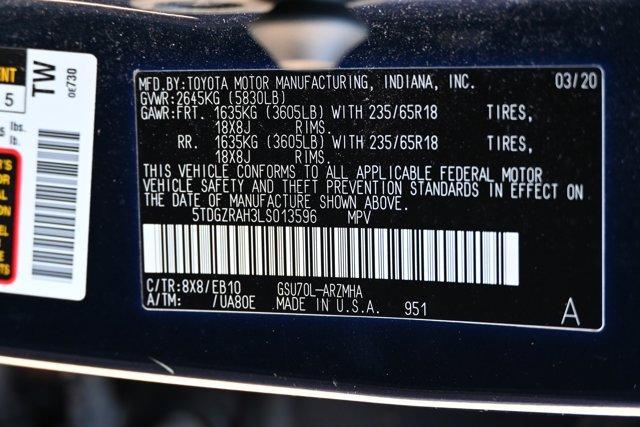 MFD.BY:TOYOTA MOTOR MANUFACTURING, INDIANA, INC. 03/20
GVWR:2645KG (5830LB)
GAWR:FRT. 1635KG (3605LB) WITH 235/65R18 TIRES,
18X8J RIMS.
RR. 1635KG (3605LB) WITH 235/65R18 TIRES,
18X8J RIMS.
THIS VEHICLE CONFORMS TO ALL APPLICABLE FEDERAL MOTOR
VEHICLE SAFETY AND THEFT PREVENTION STANDARDS IN EFFECT ON
THE DATE OF MANUFACTURE SHOWN ABOVE.
5TDGZRAH3LS013596 MPV
C/TR:8X8/EB10 GSU70L-ARZMHA
A/TM: /UA80E MADE IN U.S.A. 951
A
TW
0E730
5
lbs.
lb.